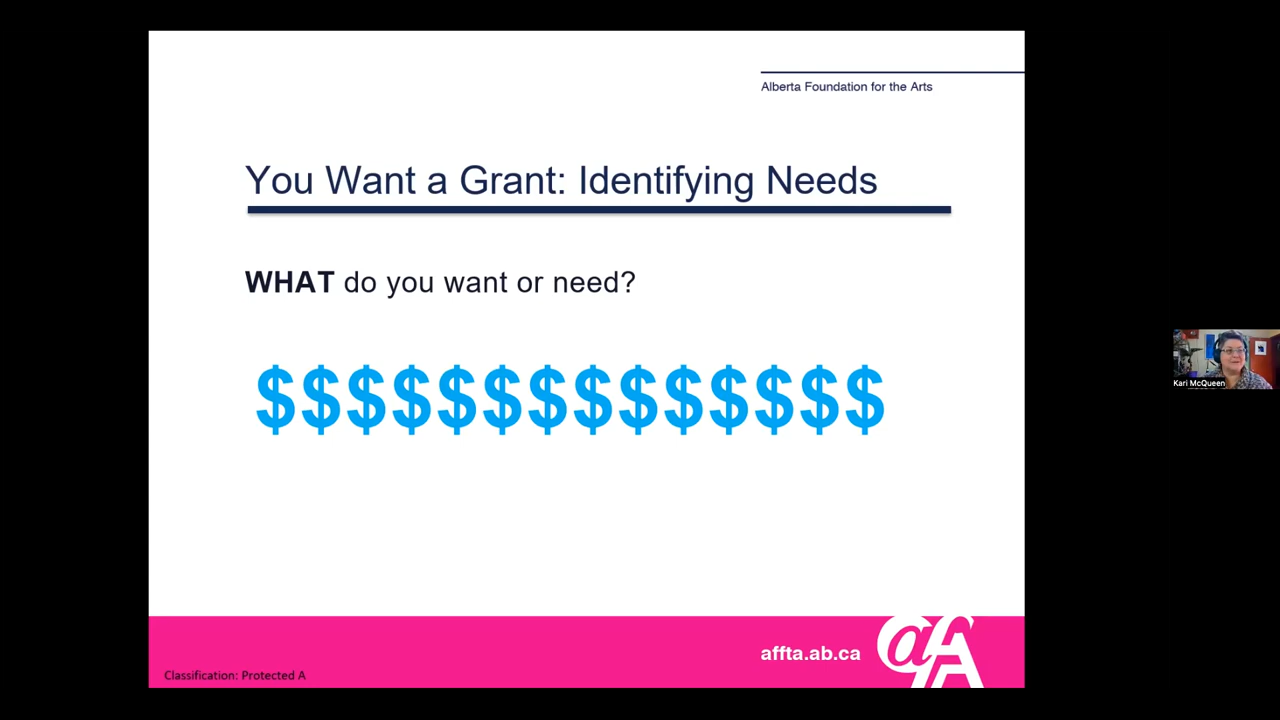 Alberta Foundation for the Arts
You Want a Grant: Identifying Needs
WHAT do you want or need?
$$$$$$$$$$$$$$
Kari McQueen
affta.ab.ca
afA
Classification: Protected A